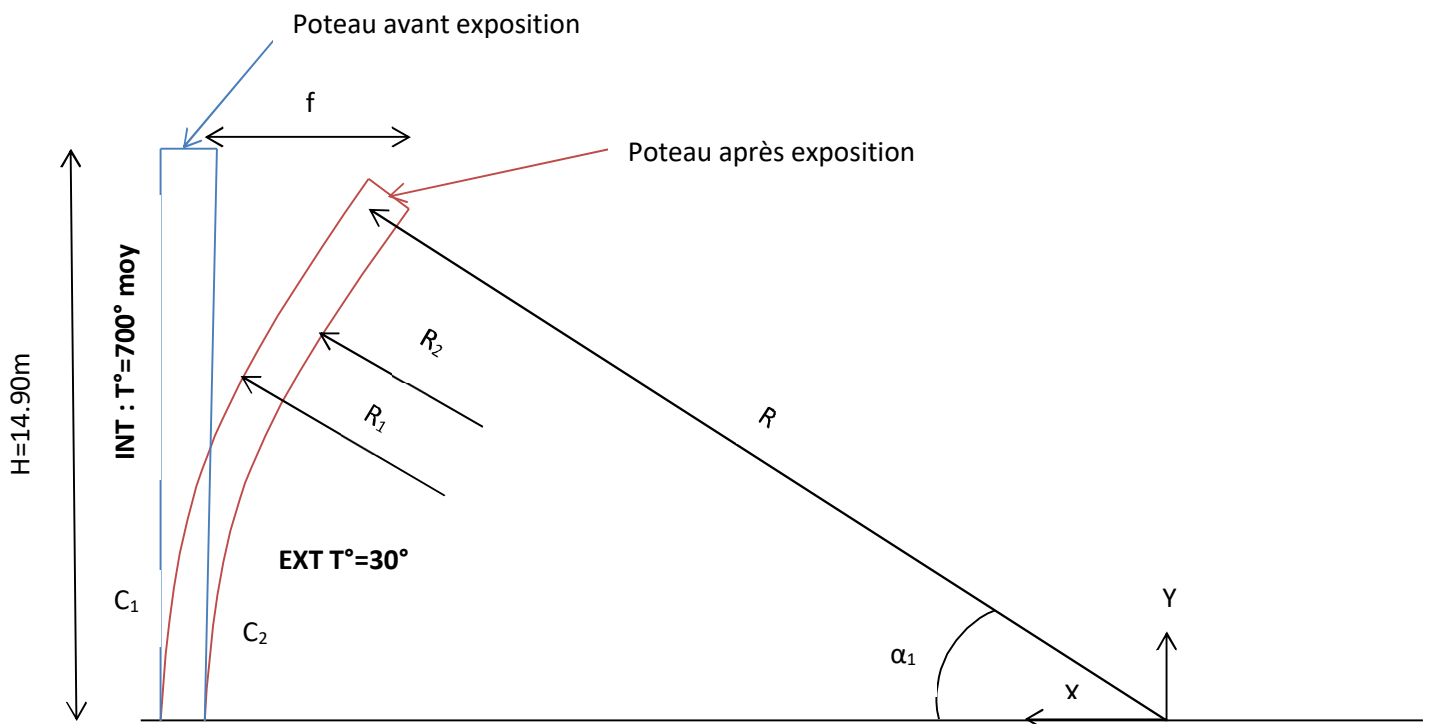 Poteau avant exposition
f
Poteau après exposition
INT : T°=700° moy
H=14.90m
R₂
R₁
R
EXT T°=30°
C₁
C₂
Y
α₁
X